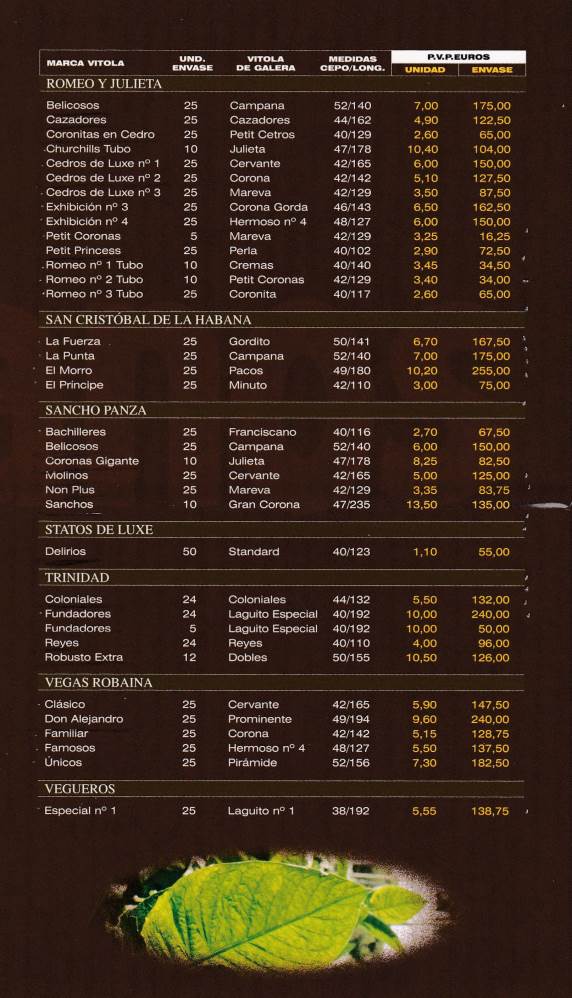 MARCA VITOLA UND. ENVASE VITOLA DE GALERA MEDIDAS CEPO/LONG. P.V.P.EUROS UNIDAD ENVASE
ROMEO Y JULIETA
Belicosos 25 Campana 52/140 7,00 175,00
Cazadores 25 Cazadores 44/162 4,90 122,50
Coronitas en Cedro 25 Petit Cetros 40/129 2,60 65,00
Churchills Tubo 10 Julieta 47/178 10,40 104,00
Cedros de Luxe nº 1 25 Cervante 42/165 6,00 150,00
Cedros de Luxe nº 2 25 Corona 42/142 5,10 127,50
Cedros de Luxe nº 3 25 Mareva 42/129 3,50 87,50
Exhibición nº 3 25 Corona Gorda 46/143 6,50 162,50
Exhibición nº 4 25 Hermoso nº 4 48/127 6,00 150,00
Petit Coronas 5 Mareva 42/129 3,25 16,25
Petit Princess 25 Perla 40/102 2,90 72,50
Romeo nº 1 Tubo 10 Cremas 40/140 3,45 34,50
Romeo nº 2 Tubo 10 Petit Coronas 42/129 3,40 34,00
Romeo nº 3 Tubo 25 Coronita 40/117 2,60 65,00
SAN CRISTÓBAL DE LA HABANA
La Fuerza 25 Gordito 50/141 6,70 167,50
La Punta 25 Campana 52/140 7,00 175,00
El Morro 25 Pacos 49/180 10,20 255,00
El Príncipe 25 Minuto 42/110 3,00 75,00
SANCHO PANZA
Bachilleres 25 Franciscano 40/116 2,70 67,50
Belicosos 25 Campana 52/140 6,00 150,00
Coronas Gigante 10 Julieta 47/178 8,25 82,50
Molinos 25 Cervante 42/165 5,00 125,00
Non Plus 25 Mareva 42/129 3,35 83,75
Sanchos 10 Gran Corona 47/235 13,50 135,00
STATOS DE LUXE
Delirios 50 Standard 40/123 1,10 55,00
TRINIDAD
Coloniales 24 Coloniales 44/132 5,50 132,00
Fundadores 24 Laguito Especial 40/192 10,00 240,00
Fundadores 5 Laguito Especial 40/192 10,00 50,00
Reyes 24 Reyes 40/110 4,00 96,00
Robusto Extra 12 Dobles 50/155 10,50 126,00
VEGAS ROBAINA
Clásico 25 Cervante 42/165 5,90 147,50
Don Alejandro 25 Prominente 49/194 9,60 240,00
Familiar 25 Corona 42/142 5,15 128,75
Famosos 25 Hermoso nº 4 48/127 5,50 137,50
Únicos 25 Pirámide 52/156 7,30 182,50
VEGUEROS
Especial nº 1 25 Laguito nº 1 38/192 5,55 138,75